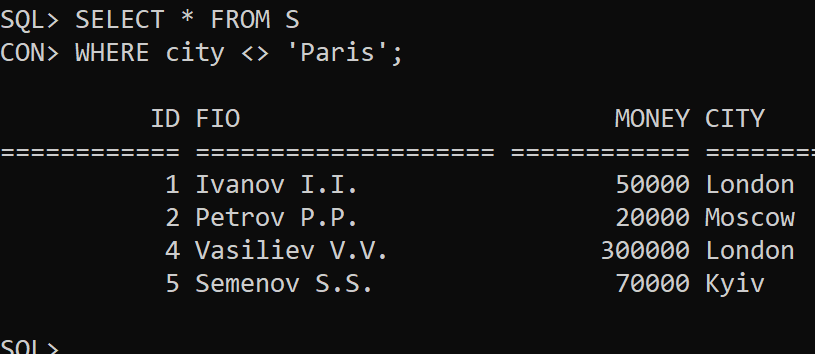 SQL> SELECT * FROM S
CON> WHERE city <> 'Paris';
ID FIO MONEY CITY
============ ==================== ============ ========
1 Ivanov I.I. 50000 London
2 Petrov P.P. 20000 Moscow
4 Vasiliev V.V. 300000 London
5 Semenov S.S. 70000 Kyiv
SQL>